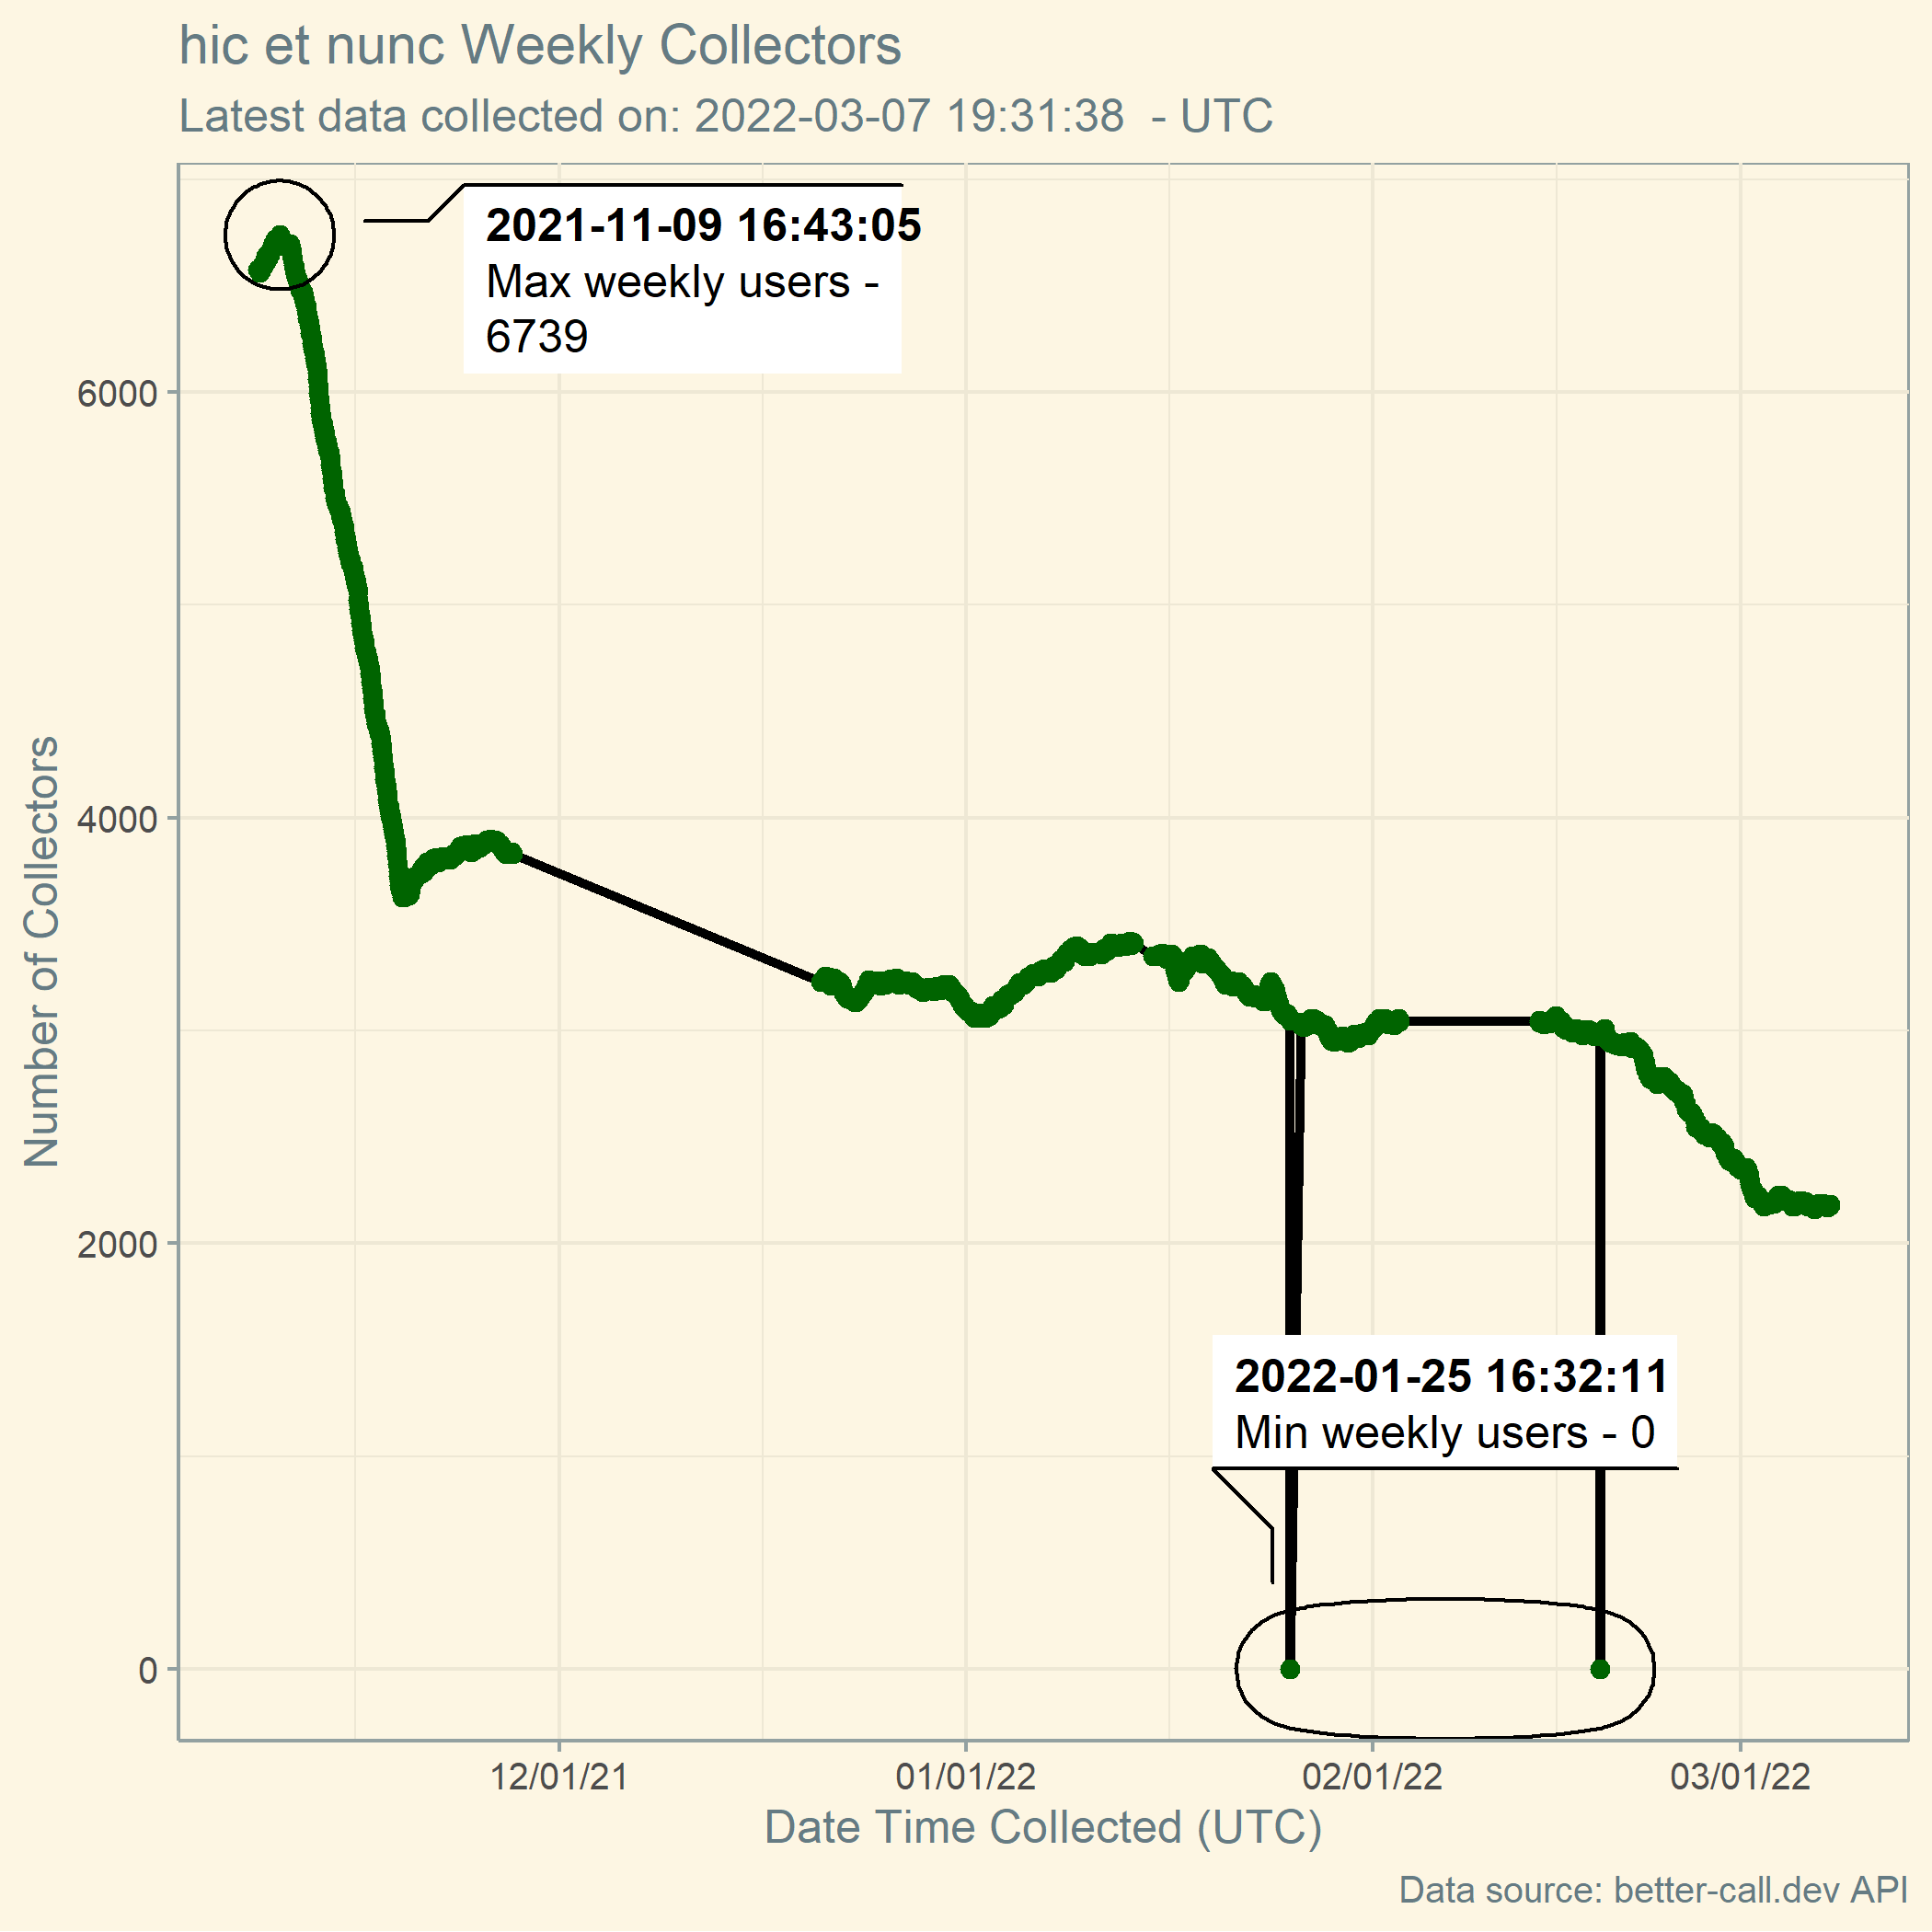 hic et nunc Weekly Collectors
Latest data collected on: 2022-03-07 19:31:38  - UTC
2021-11-09 16:43:05
Max weekly users -
6739
Number of Collectors
6000
4000
2000
0
2022-01-25 16:32:11
Min weekly users - 0
12/01/21
01/01/22
02/01/22
03/01/22
Date Time Collected (UTC)
Data source: better-call.dev API